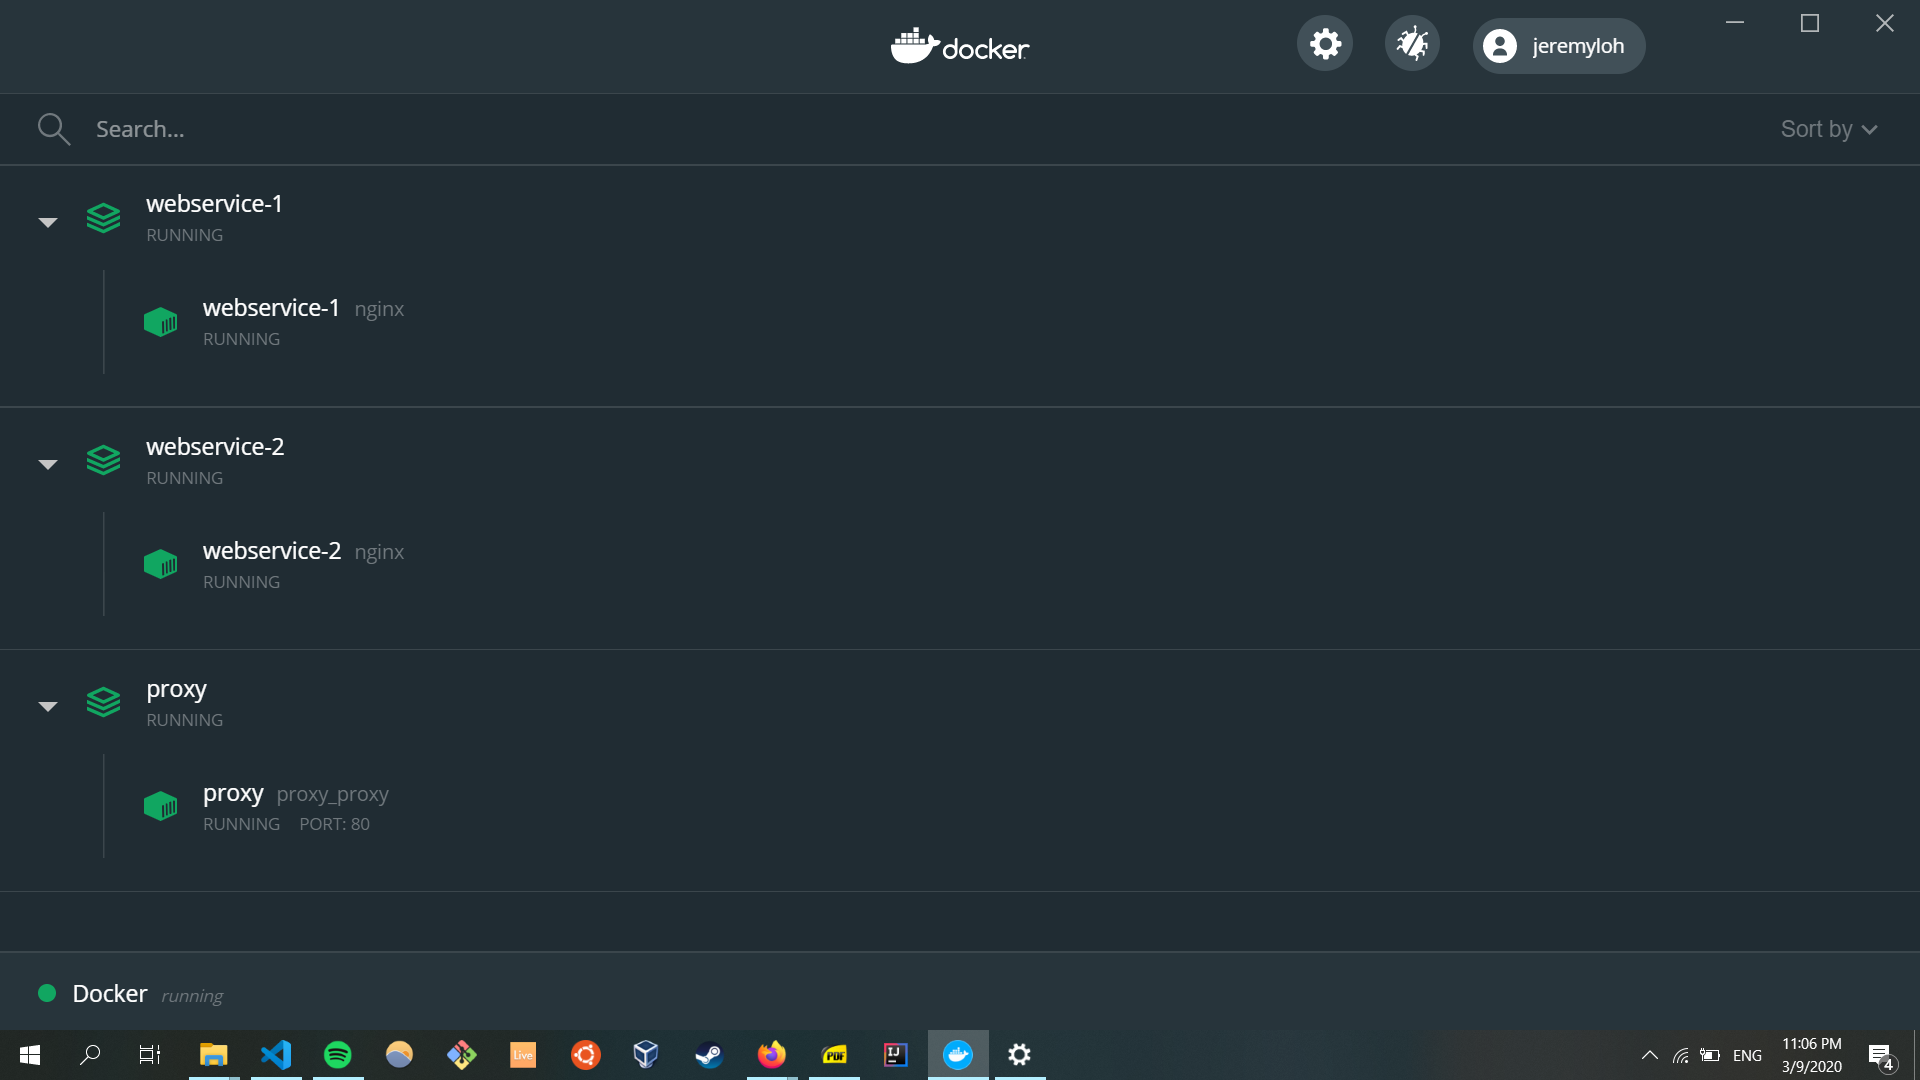 docker
jeremyloh
Search...
Sort by
webservice-1
RUNNING
webservice-1 nginx
RUNNING
webservice-2
RUNNING
webservice-2 nginx
RUNNING
proxy
RUNNING
proxy proxy_proxy
RUNNING PORT: 80
Docker running
Live
PDF
IJ
ENG
11:06 PM
3/9/2020
4